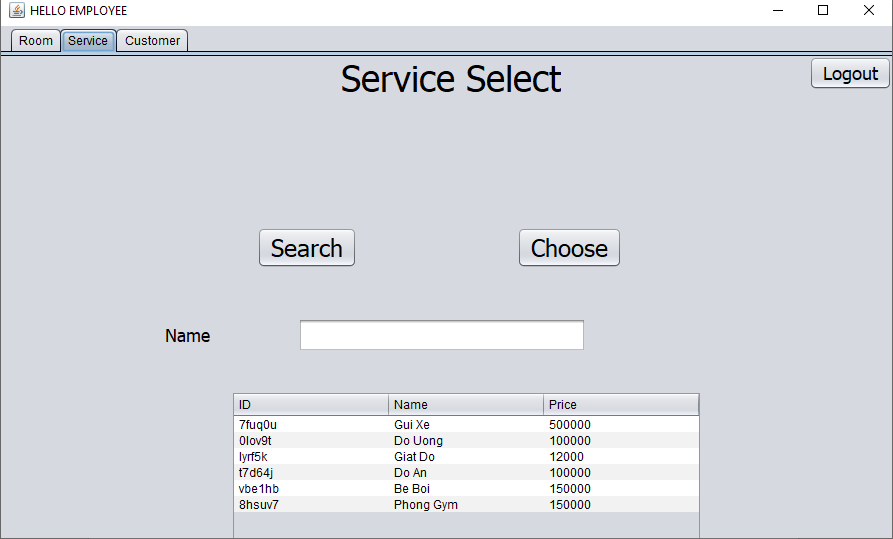 HELLO EMPLOYEE
Room Service Customer
Service Select
Logout
Search Choose
Name
ID Name Price
7fuq0u Gui Xe 500000
0lov9t Do Uong 100000
lyrf5k Giat Do 12000
t7d64j Do An 100000
vbe1hb Be Boi 150000
8hsuv7 Phong Gym 150000